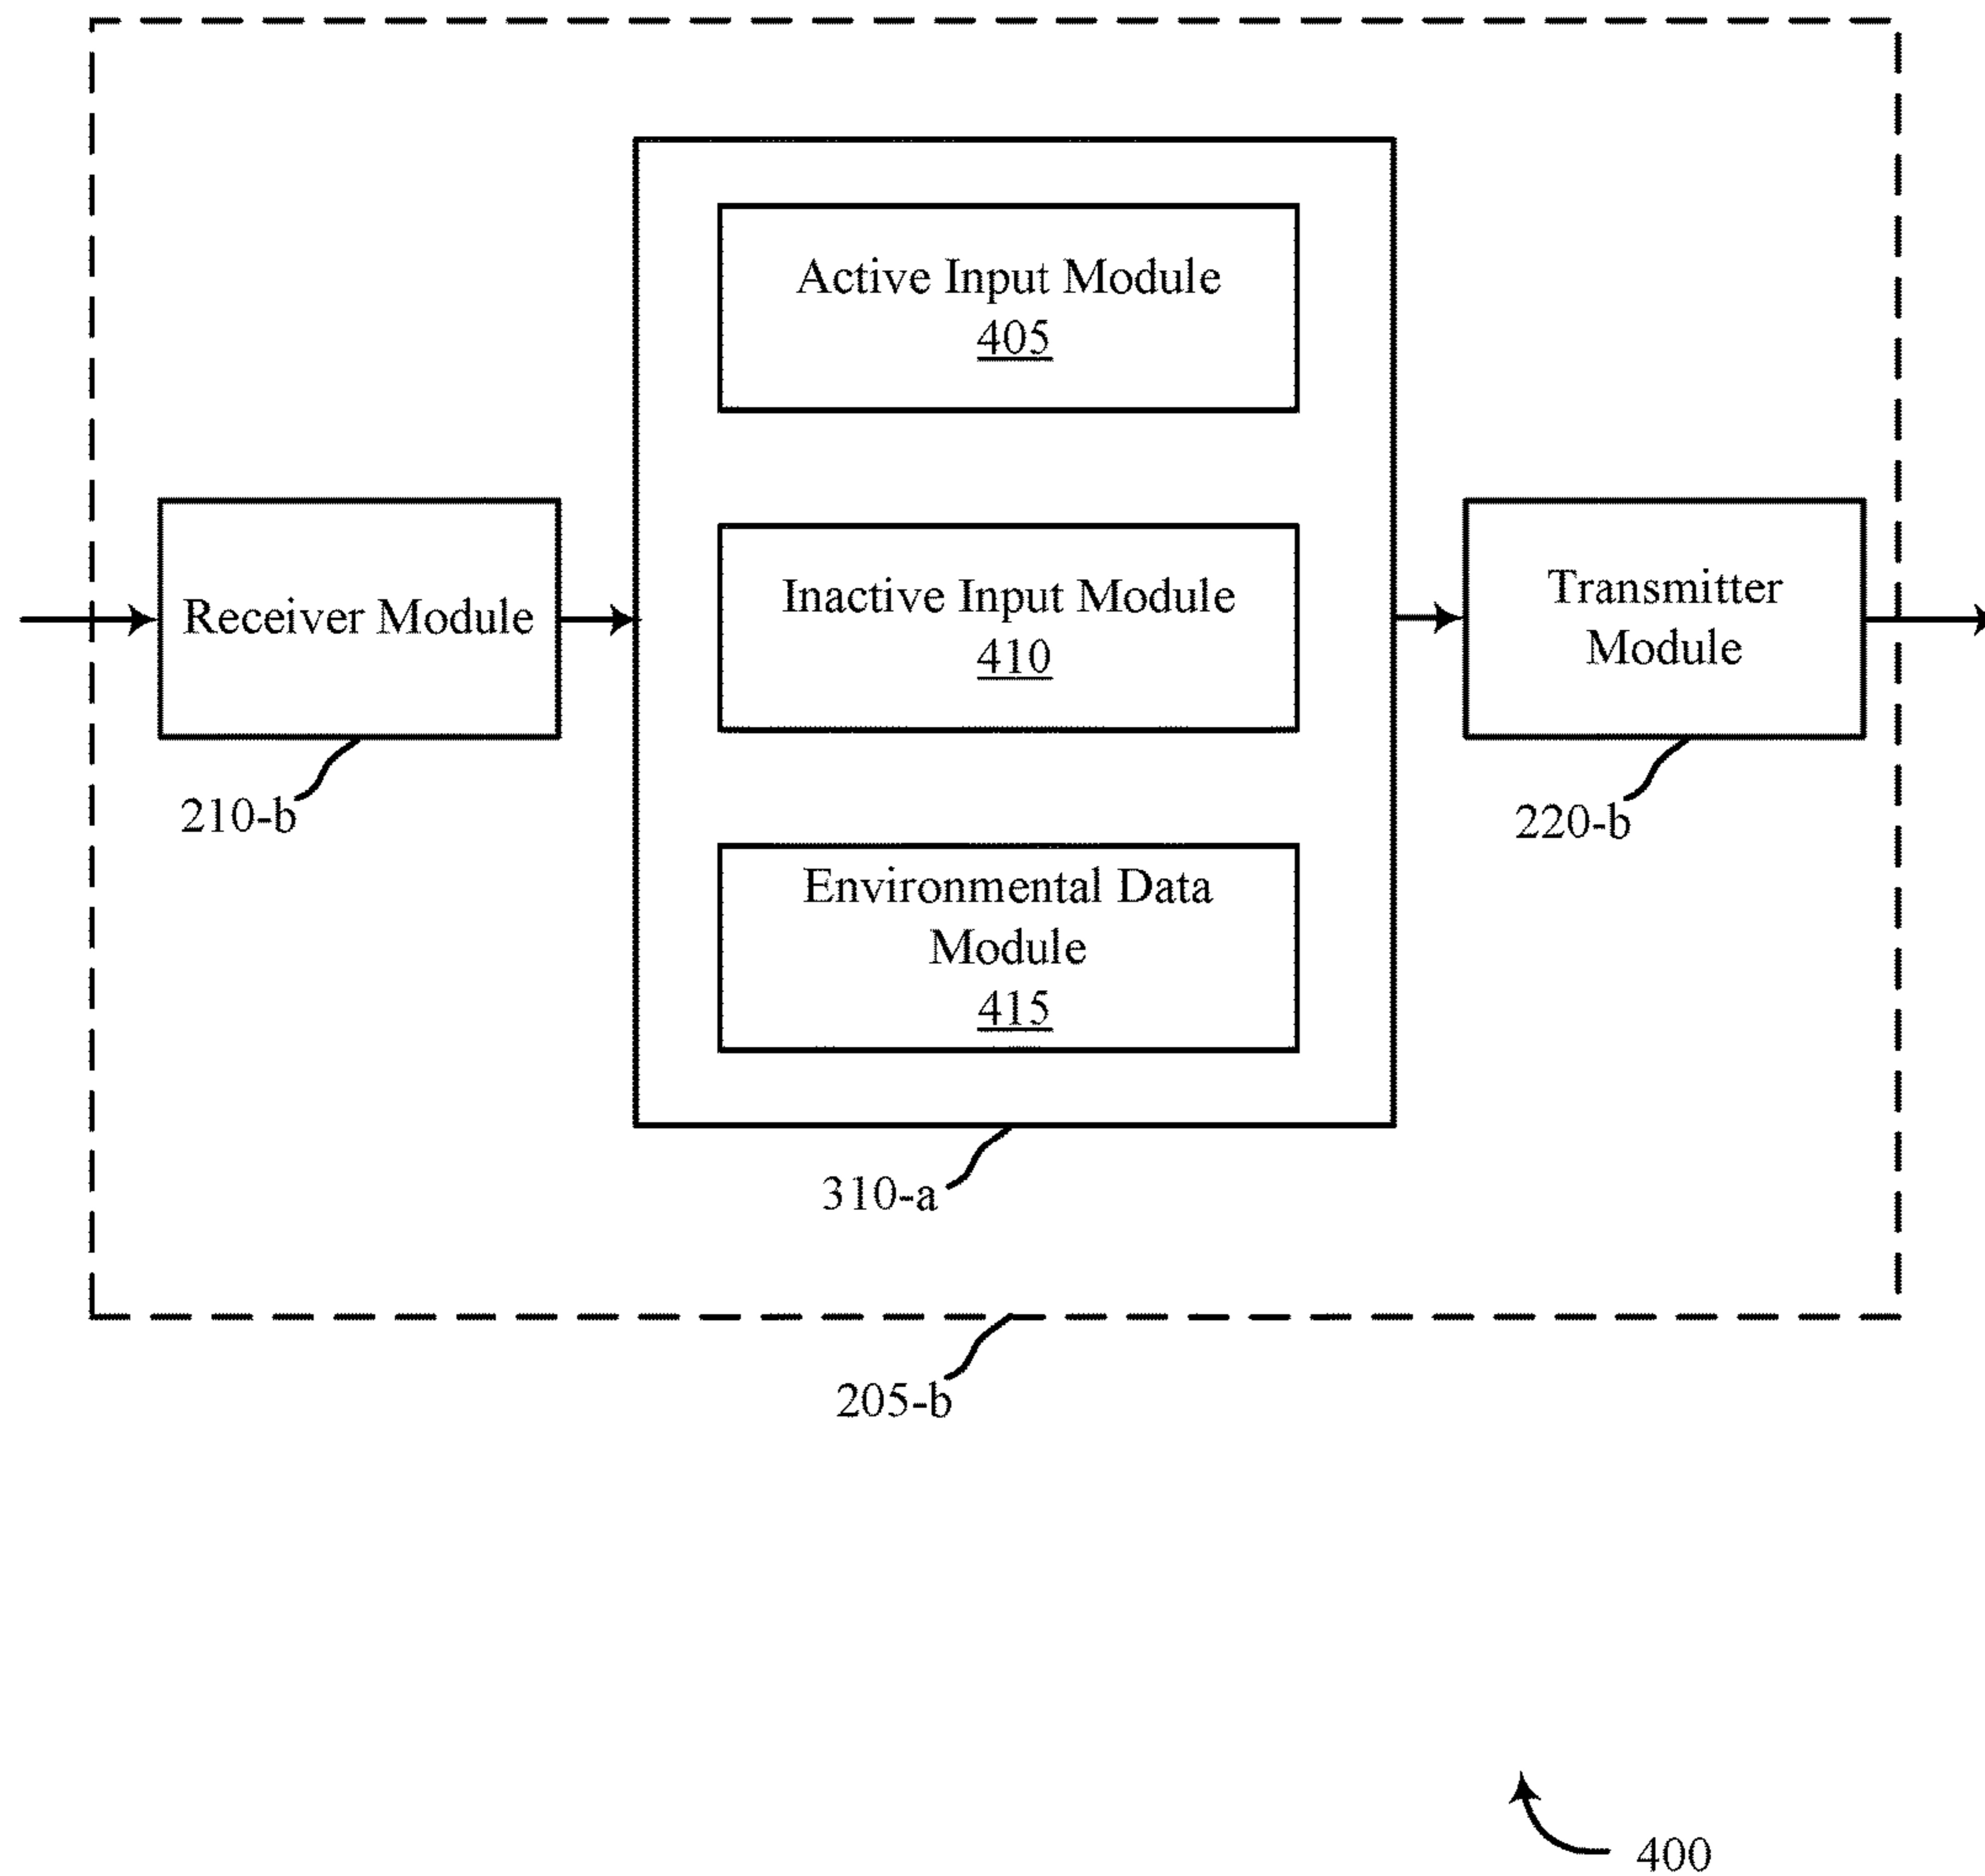 Active Input Module
405
Receiver Module
210-b
Inactive Input Module
410
Transmitter
Module
220-b
Environmental Data
Module
415
310-a
205-b
400